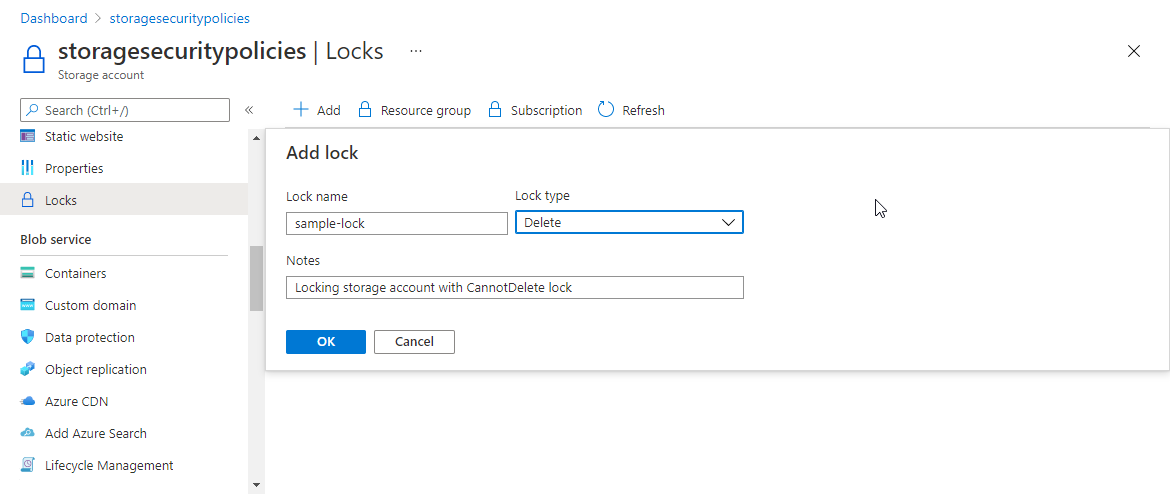 Dashboard > storagesecuritypolicies
storagesecuritypolicies | Locks ...
Storage account
Search (Ctrl+/) «
Add Resource group Subscription Refresh
Static website
Properties
Locks
Blob service
Containers
Custom domain
Data protection
Object replication
Azure CDN
Add Azure Search
Lifecycle Management
Add lock
Lock name Lock type
sample-lock Delete
Notes
Locking storage account with CannotDelete lock
OK Cancel